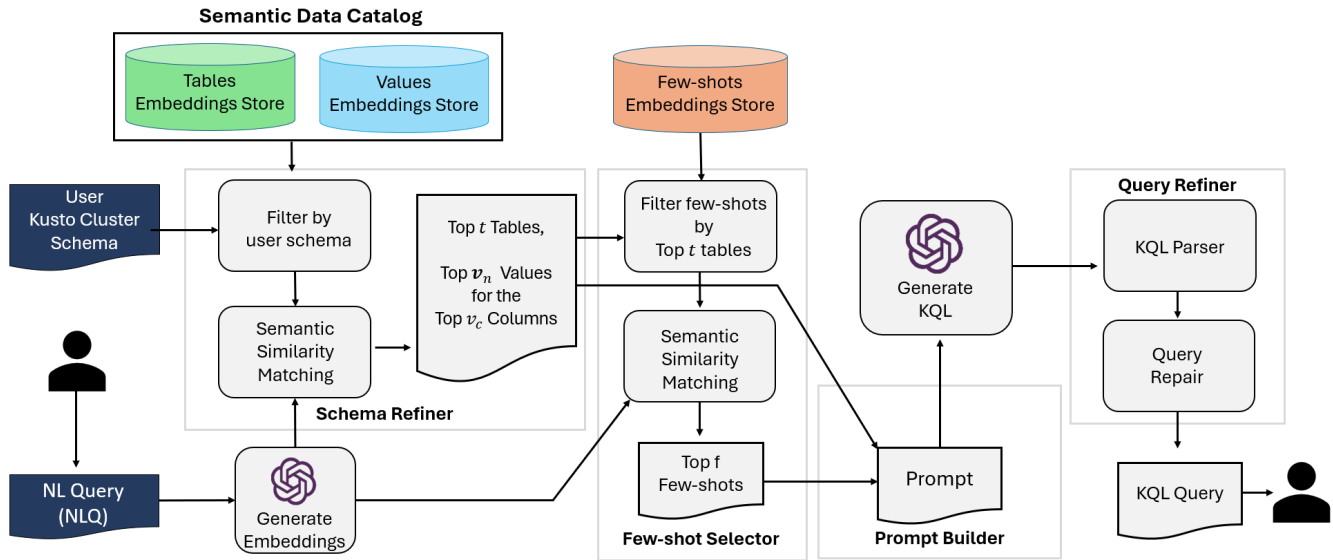 Semantic Data Catalog
Tables
Embeddings Store
Values
Embeddings Store
Few-shots
Embeddings Store
User
Kusto Cluster
Schema
Filter by
user schema
Semantic
Similarity
Matching
Schema Refiner
Top t Tables,
Top vₙ Values
for the
Top v_c Columns
Filter few-shots
by
Top t tables
Semantic
Similarity
Matching
Top f
Few-shots
Few-shot Selector
Generate
KQL
Query Refiner
KQL Parser
Query
Repair
NL Query
(NLQ)
Generate
Embeddings
Prompt
Prompt Builder
KQL Query